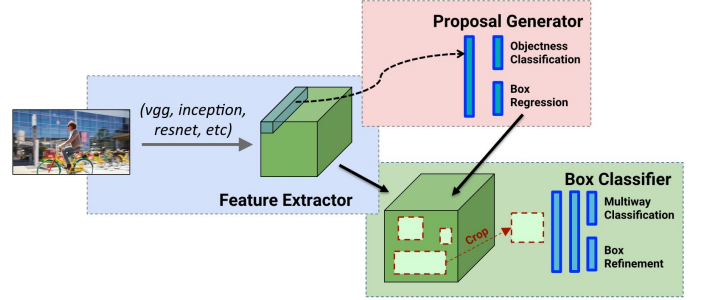 Proposal Generator
Objectness
Classification
Box
Regression
(vgg, inception,
resnet, etc)
Feature Extractor
Box Classifier
Multiway
Classification
Crop
Box
Refinement